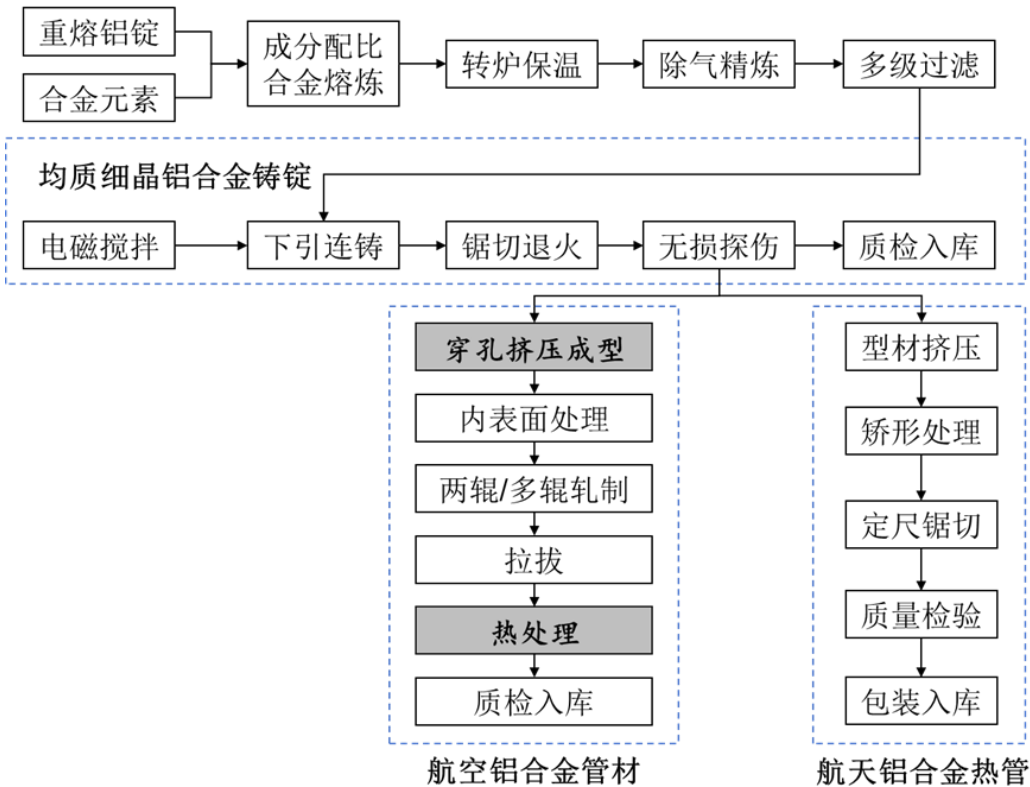 重熔铝锭
合金元素
成分配比
合金熔炼
转炉保温
除气精炼
多级过滤
均质细晶铝合金铸锭
电磁搅拌
下引连铸
锯切退火
无损探伤
质检入库
穿孔挤压成型
内表面处理
两辊/多辊轧制
拉拔
热处理
质检入库
航空铝合金管材
型材挤压
矫形处理
定尺锯切
质量检验
包装入库
航天铝合金热管